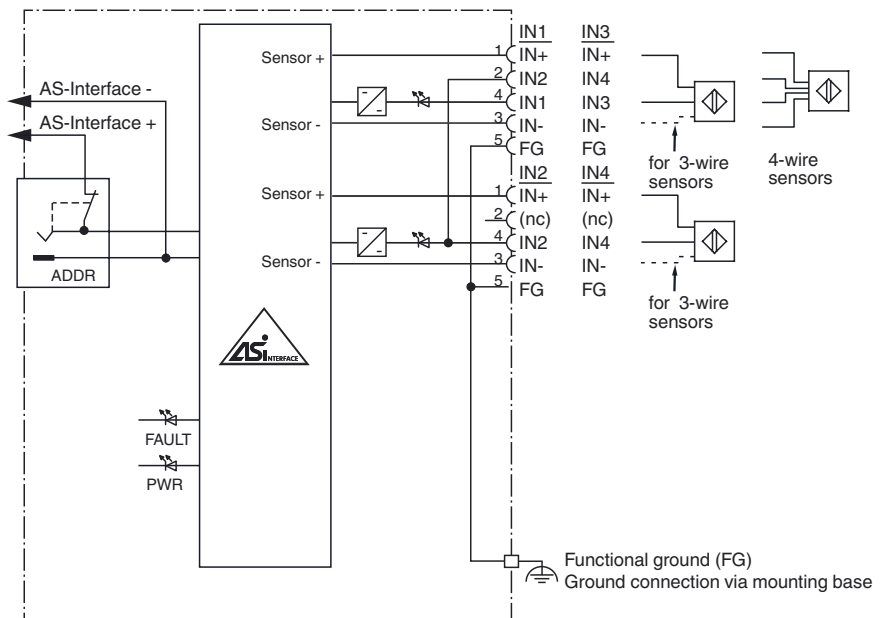 IN1 IN3
Sensor + 1 IN+ IN+
AS-Interface - 2 IN2 IN4
4 IN1 IN3
AS-Interface + Sensor - 3 IN- IN-
5 FG FG
for 3-wire sensors
4-wire sensors
IN2 IN4
Sensor + 1 IN+ IN+
2 (nc) (nc)
4 IN2 IN4
Sensor - 3 IN- IN-
ADDR
5 FG FG
for 3-wire sensors
ASi INTERFACE
FAULT
PWR
Functional ground (FG)
Ground connection via mounting base